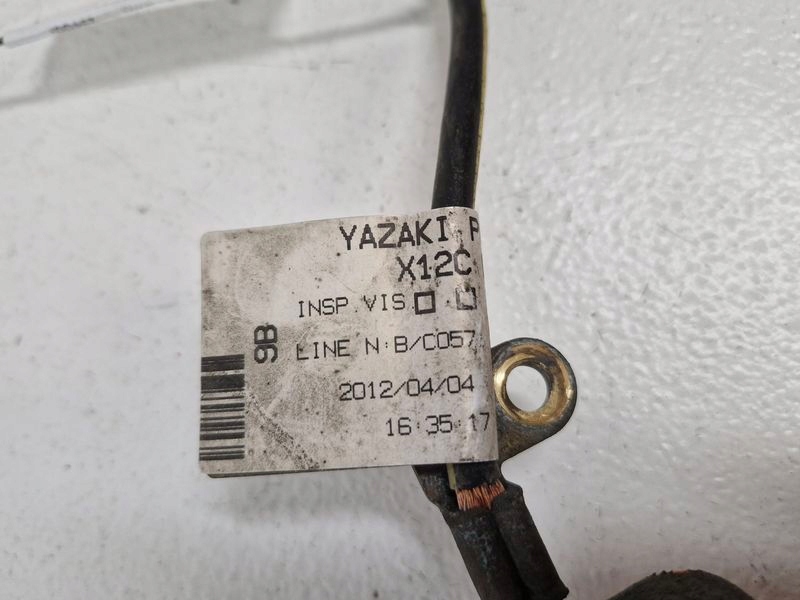 YAZAKI P
X12C
INSP.VIS
9B
LINE N:B/C057
2012/04/04
16:35:17